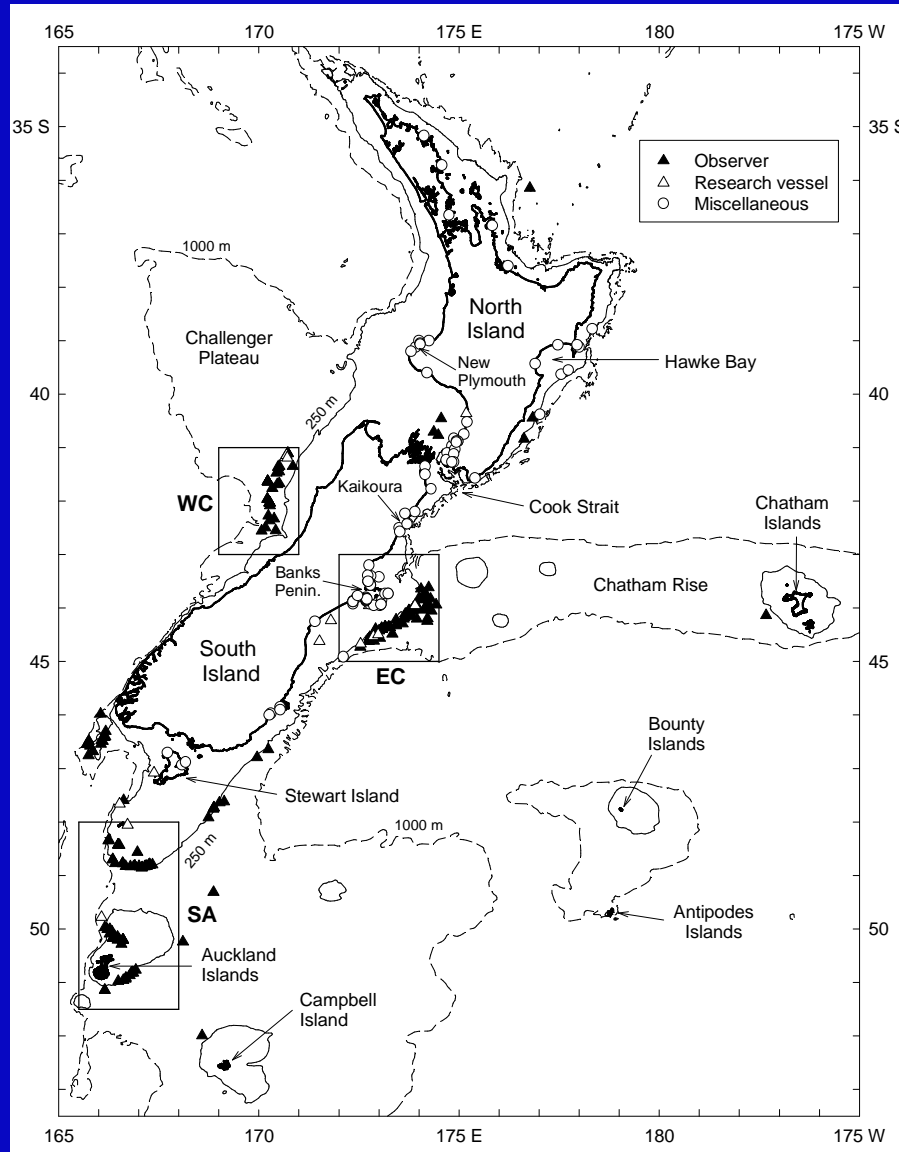 165 170 175 E 180 175 W
35 S
35 S
Observer
Research vessel
Miscellaneous
1000 m
North
Island
Challenger
Plateau
New
Plymouth
Hawke Bay
40
40
250 m
WC
Kaikoura
Cook Strait
Chatham
Islands
Banks
Penin.
Chatham Rise
South
Island
45
45
EC
Bounty
Islands
Stewart Island
1000 m
250 m
SA
Antipodes
Islands
50
50
Auckland
Islands
Campbell
Island
165 170 175 E 180 175 W